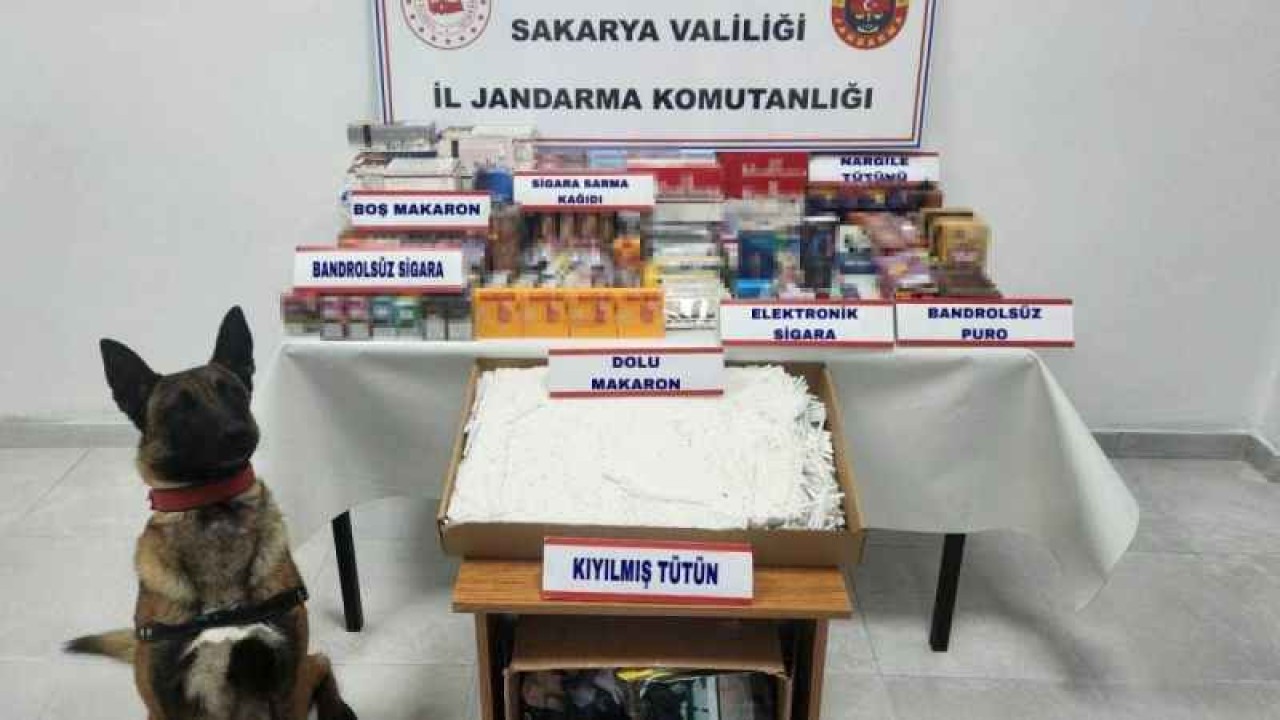 SAKARYA VALİLİĞİ
İL JANDARMA KOMUTANLIĞI
JANDARMA
NARGİLE
TÜTÜNÜ
SİGARA SARMA
KAĞIDI
BOŞ MAKARON
BANDROLSÜZ SİGARA
ELEKTRONİK
SİGARA
BANDROLSÜZ
PURO
DOLU
MAKARON
KIYILMIŞ TÜTÜN